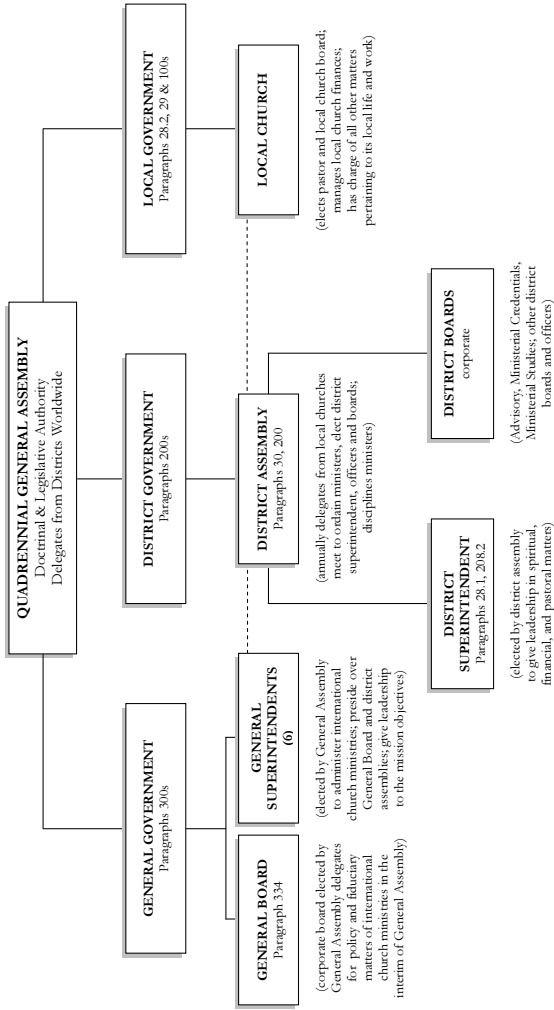 QUADRENNIAL GENERAL ASSEMBLY
Doctrinal & Legislative Authority
Delegates from Districts Worldwide
GENERAL GOVERNMENT
Paragraphs 300s
DISTRICT GOVERNMENT
Paragraphs 200s
LOCAL GOVERNMENT
Paragraphs 28.2, 29 & 100s
GENERAL BOARD
Paragraph 334
(corporate board elected by
General Assembly delegates
for policy and fiduciary
matters of international
church ministries in the
interim of General Assembly)
GENERAL
SUPERINTENDENTS
(6)
(elected by General Assembly
to administer international
church ministries; preside over
General Board and district
assemblies; give leadership
to the mission objectives)
DISTRICT ASSEMBLY
Paragraphs 30, 200
(annually delegates from local churches
meet to ordain ministers, elect district
superintendent, officers and boards;
disciplines ministers)
LOCAL CHURCH
(elects pastor and local church board;
manages local church finances;
has charge of all other matters
pertaining to its local life and work)
DISTRICT
SUPERINTENDENT
Paragraphs 28.1, 208.2
(elected by district assembly
to give leadership in spiritual,
financial, and pastoral matters)
DISTRICT BOARDS
corporate
(Advisory, Ministerial Credentials,
Ministerial Studies; other district
boards and officers)